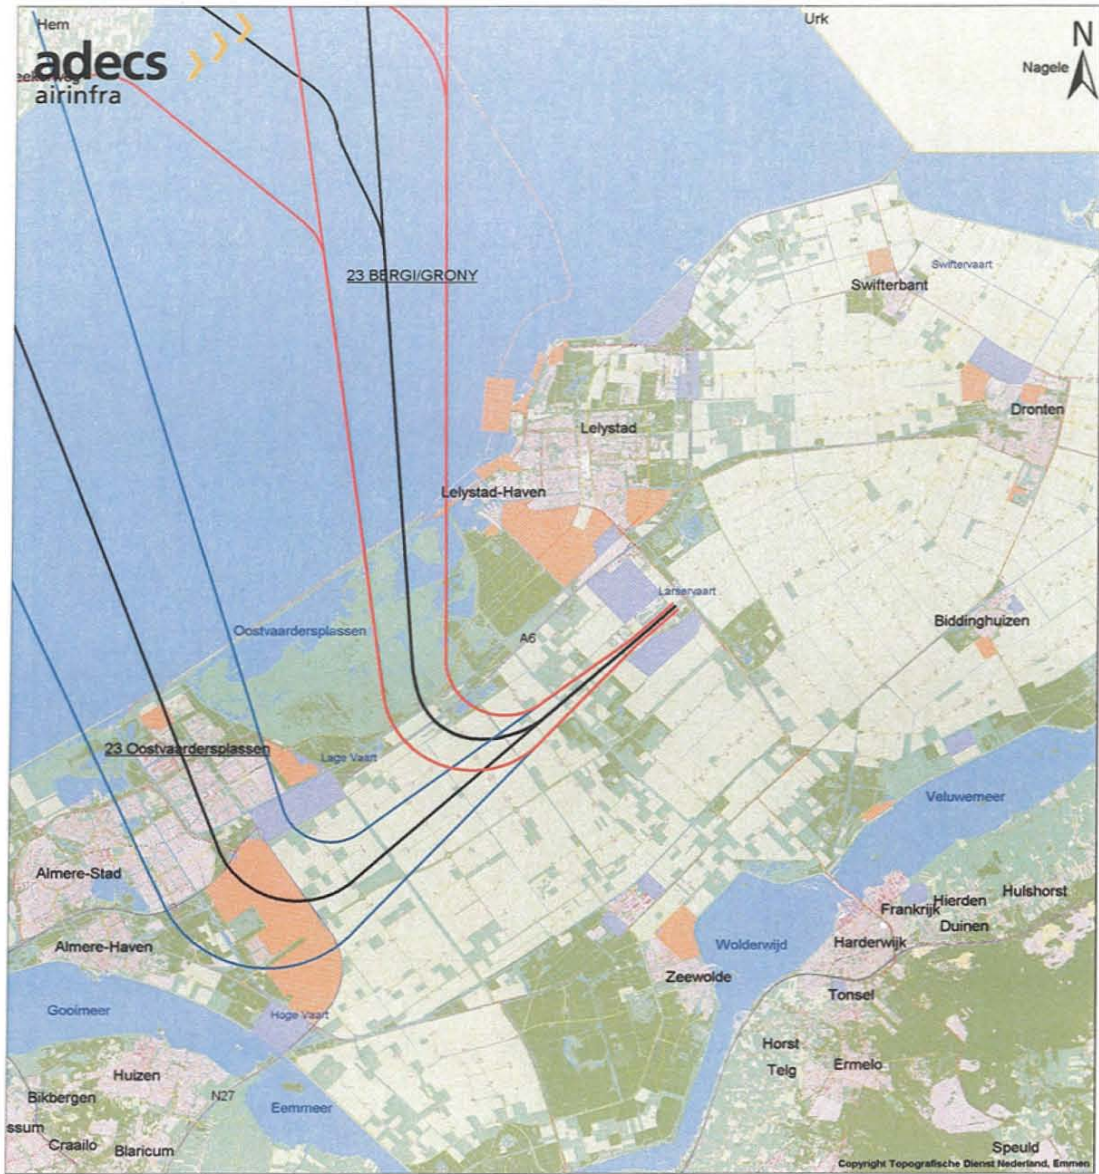 Hem
Urk
adecs
airinfra
N
Nagele
23 BERGI/GRONY
Swiftervaart
Swifterbant
Dronten
Lelystad
Lelystad-Haven
Larservaart
Biddinghuizen
Oostvaardersplassen
A6
23 Oostvaardersplassen
Lage Vaart
Veluwemeer
Almere-Stad
Frankrijk
Hierden
Hulshorst
Duinen
Almere-Haven
Wolderwijd
Harderwijk
Zeewolde
Tonsel
Gooimeer
Hoge Vaart
Horst
Telg
Ermelo
Huizen
Bikbergen
N27
Eemmeer
ssum
Craailo
Blaricum
Speuld
Copyright Topografische Dienst Nederland, Emmen